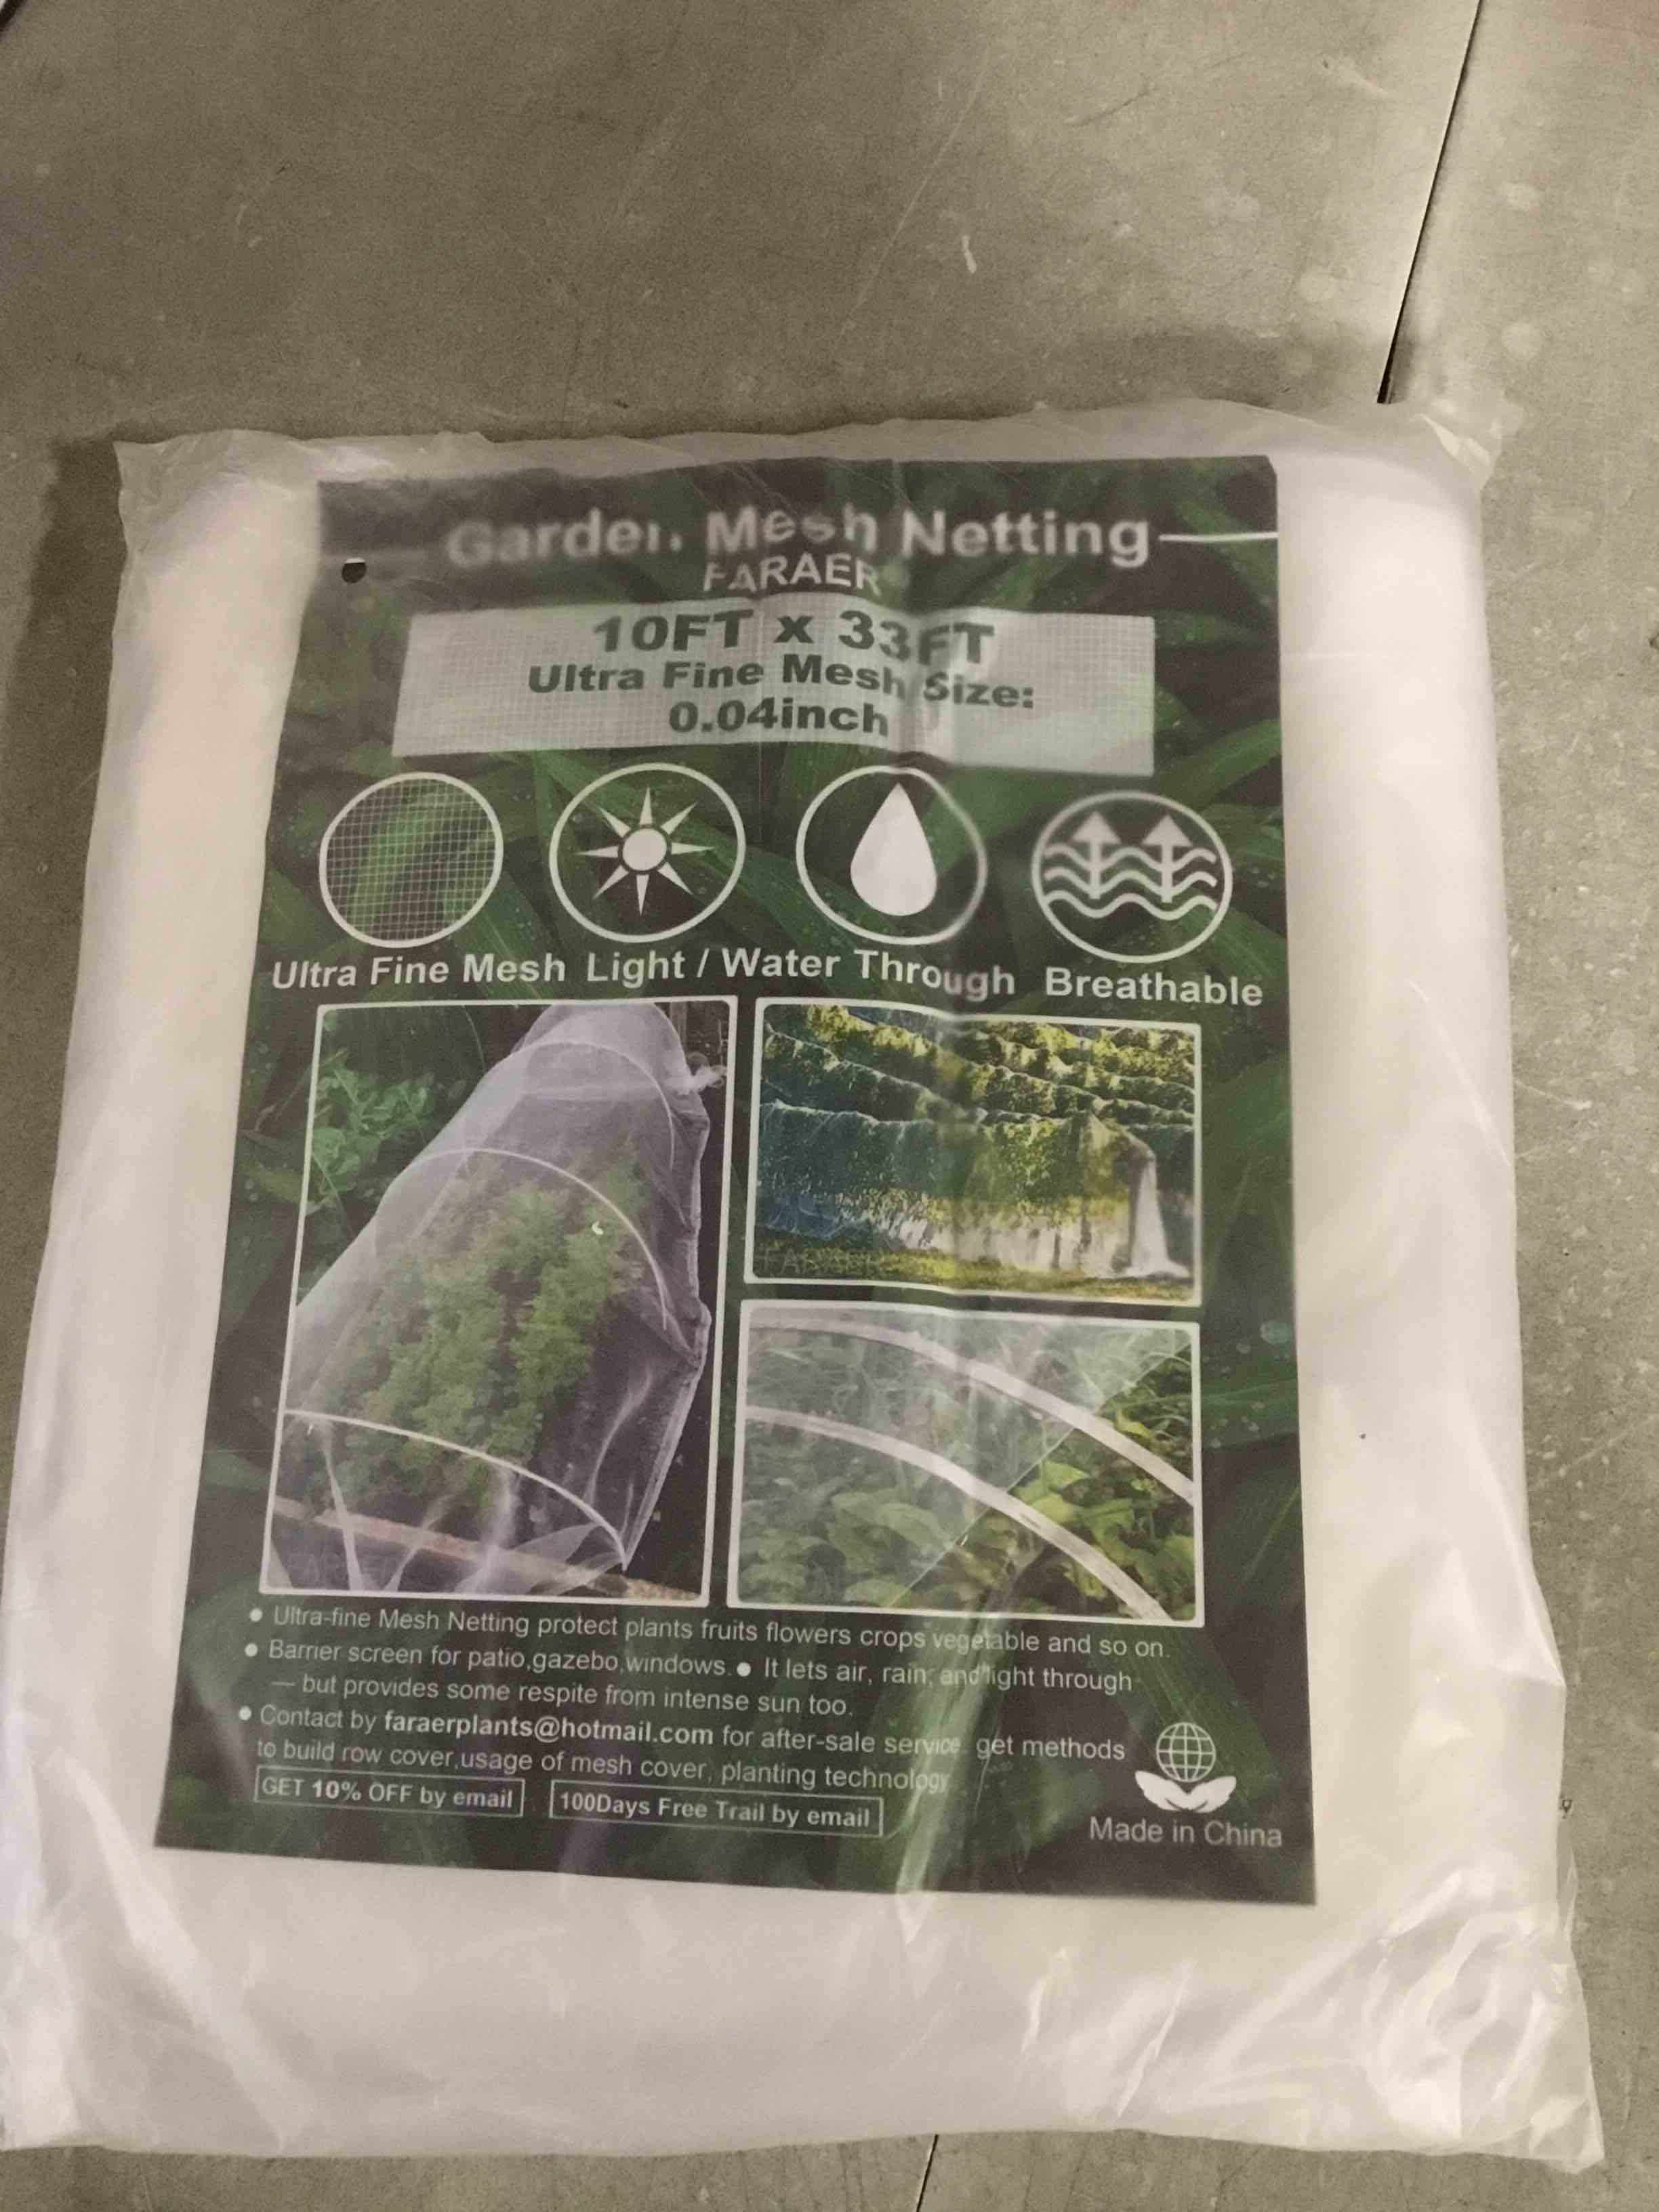 Garden Mesh Netting
FARAER
10FT x 33FT
Ultra Fine Mesh Size:
0.04inch
Ultra Fine Mesh Light / Water Through Breathable
FARAER
• Ultra-fine Mesh Netting protect plants fruits flowers crops vegetable and so on.
• Barrier screen for patio,gazebo,windows. • It lets air, rain, and light through
— but provides some respite from intense sun too.
• Contact by faraerplants@hotmail.com for after-sale service get methods
to build row cover,usage of mesh cover, planting technology
GET 10% OFF by email 100Days Free Trail by email
Made in China